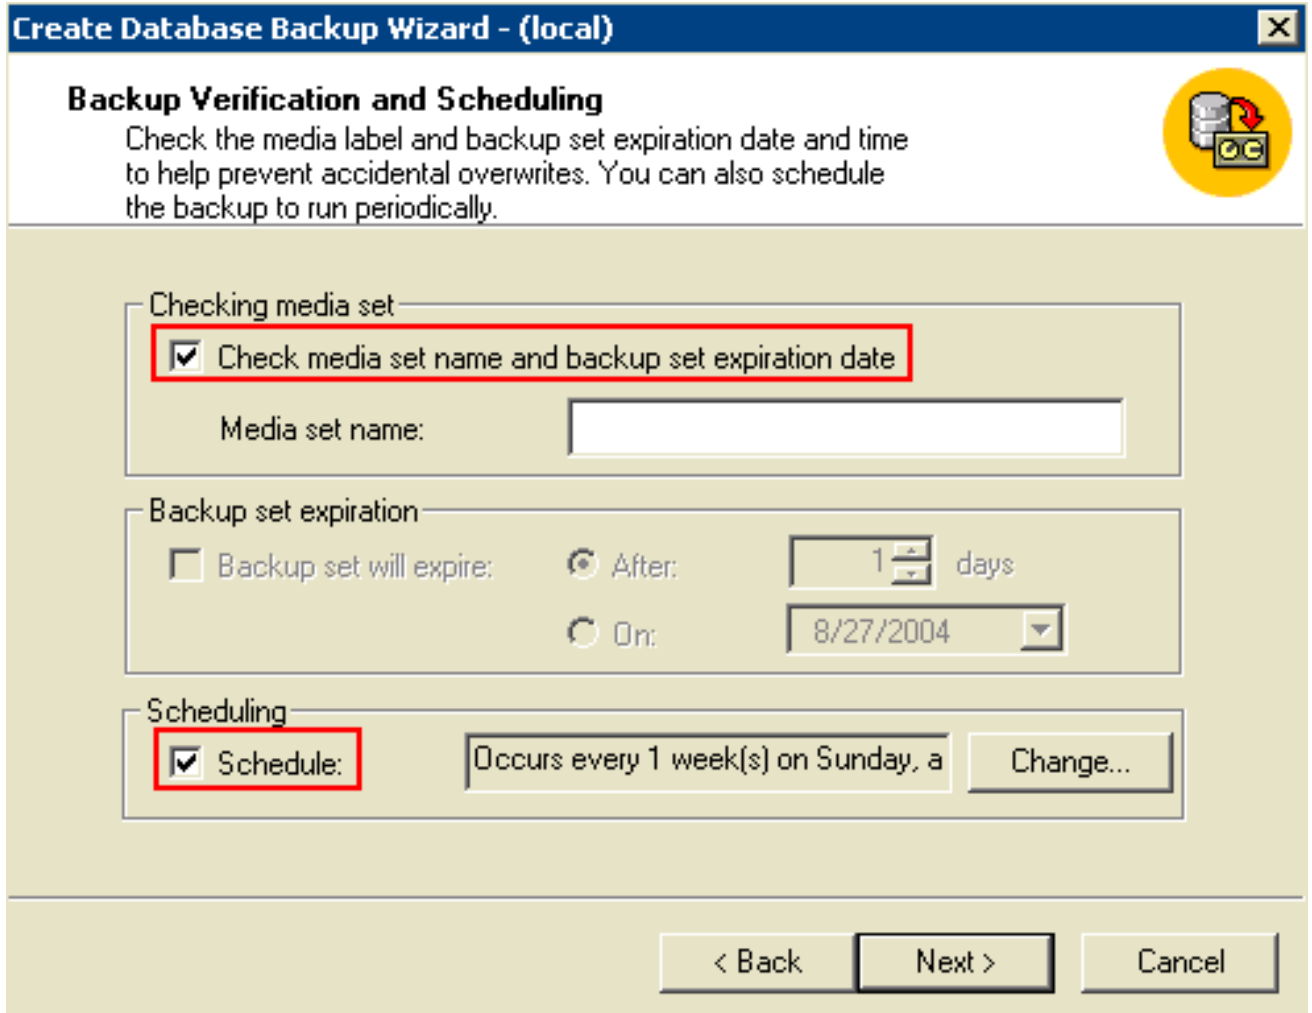 Create Database Backup Wizard - (local)
Backup Verification and Scheduling
Check the media label and backup set expiration date and time
to help prevent accidental overwrites. You can also schedule
the backup to run periodically.
Checking media set
Check media set name and backup set expiration date
Media set name:
Backup set expiration
Backup set will expire: After: 1 days
On: 8/27/2004
Scheduling
Schedule: Occurs every 1 week(s) on Sunday, a Change...
< Back Next > Cancel